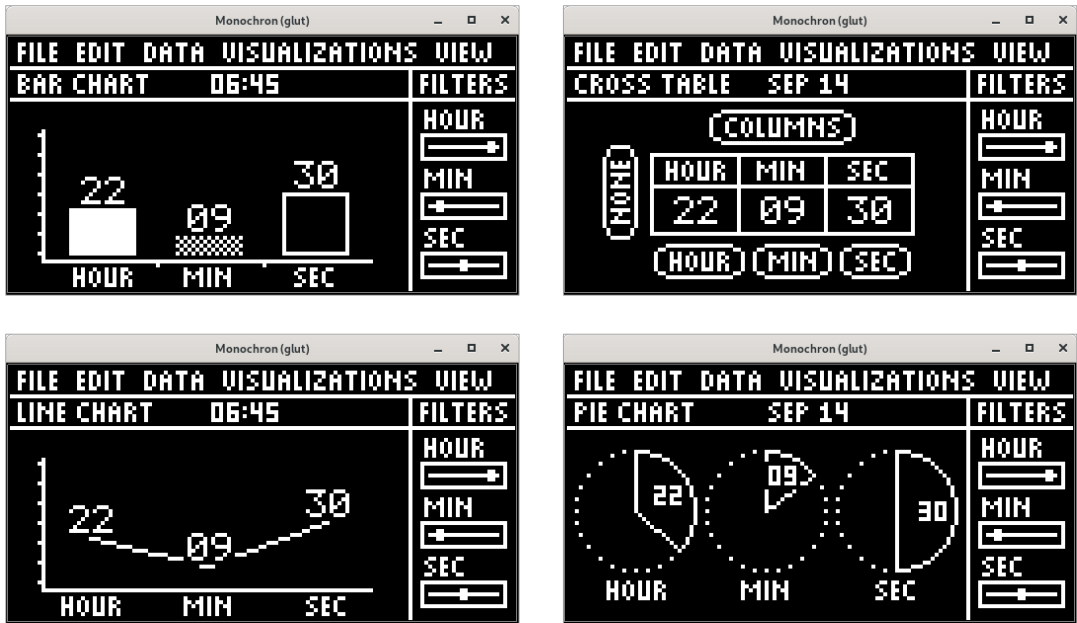 Monochron (glut)
FILE EDIT DATA VISUALIZATIONS VIEW
BAR CHART 06:45 FILTERS
HOUR
MIN
SEC
22
09
30
HOUR MIN SEC
Monochron (glut)
FILE EDIT DATA VISUALIZATIONS VIEW
CROSS TABLE SEP 14 FILTERS
HOUR
MIN
SEC
COLUMNS
NONE
HOUR MIN SEC
22 09 30
HOUR MIN SEC
Monochron (glut)
FILE EDIT DATA VISUALIZATIONS VIEW
LINE CHART 06:45 FILTERS
HOUR
MIN
SEC
22
09
30
HOUR MIN SEC
Monochron (glut)
FILE EDIT DATA VISUALIZATIONS VIEW
PIE CHART SEP 14 FILTERS
HOUR
MIN
SEC
22
09
30
HOUR MIN SEC